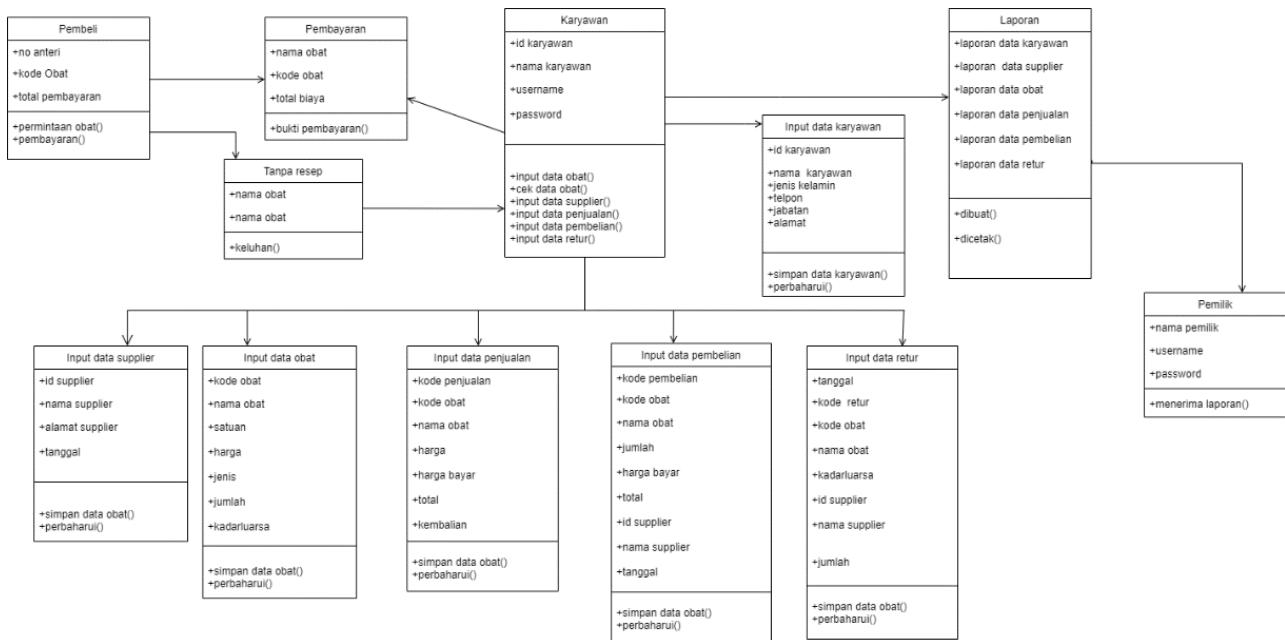 Pembeli
+no anteri
+kode Obat
+total pembayaran
+permintaan obat()
+pembayaran()
Pembayaran
+nama obat
+kode obat
+total biaya
+bukti pembayaran()
Tanpa resep
+nama obat
+nama obat
+keluhan()
Karyawan
+id karyawan
+nama karyawan
+username
+password
+input data obat()
+cek data obat()
+input data supplier()
+input data penjualan()
+input data pembelian()
+input data retur()
Input data karyawan
+id karyawan
+nama karyawan
+jenis kelamin
+telpon
+jabatan
+alamat
+simpan data karyawan()
+perbaharui()
Laporan
+laporan data karyawan
+laporan data supplier
+laporan data obat
+laporan data penjualan
+laporan data pembelian
+laporan data retur
+dibuat()
+dicetak()
Pemilik
+nama pemilik
+username
+password
+menerima laporan()
Input data supplier
+id supplier
+nama supplier
+alamat supplier
+tanggal
+simpan data obat()
+perbaharui()
Input data obat
+kode obat
+nama obat
+satuan
+harga
+jenis
+jumlah
+kadarluarsa
+simpan data obat()
+perbaharui()
Input data penjualan
+kode penjualan
+kode obat
+nama obat
+harga
+harga bayar
+total
+kembalian
+simpan data obat()
+perbaharui()
Input data pembelian
+kode pembelian
+kode obat
+nama obat
+jumlah
+harga bayar
+total
+id supplier
+nama supplier
+tanggal
+simpan data obat()
+perbaharui()
Input data retur
+tanggal
+kode retur
+kode obat
+nama obat
+kadarluarsa
+id supplier
+nama supplier
+jumlah
+simpan data obat()
+perbaharui()